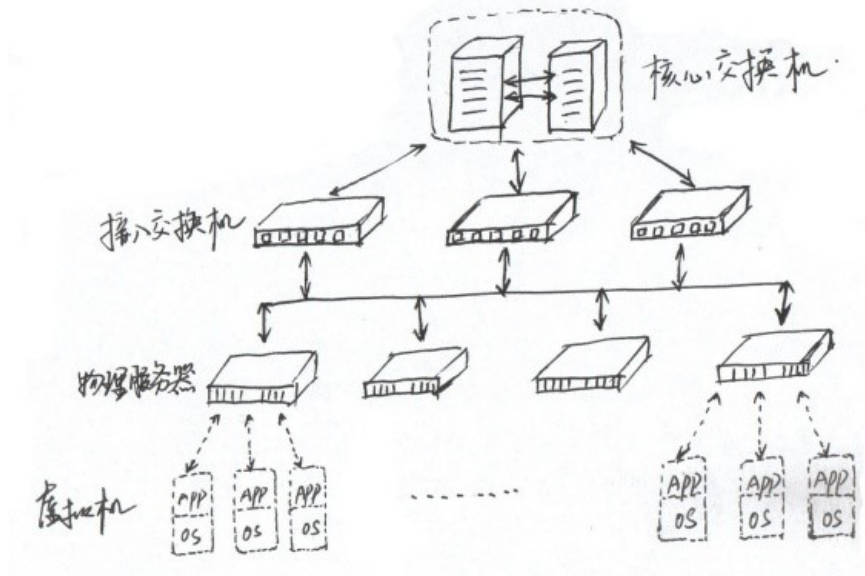 核心交换机
接入交换机
物理服务器
虚拟机
APP APP APP
OS OS OS
........
APP APP APP
OS OS OS